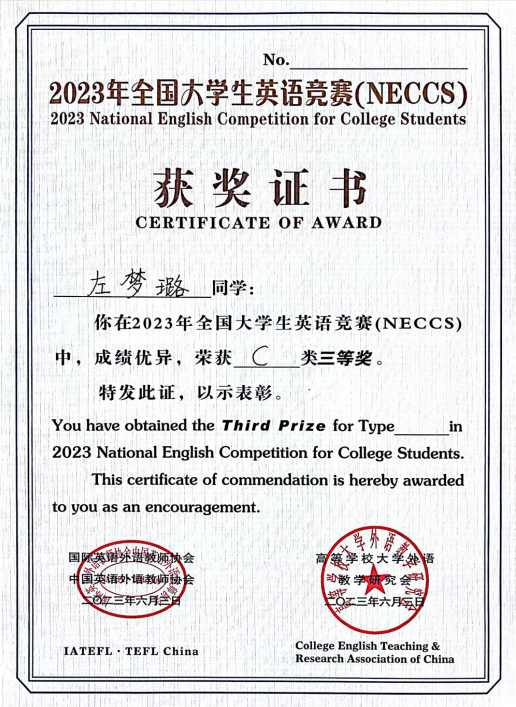 No.
2023年全国大学生英语竞赛(NECCS)
2023 National English Competition for College Students
获奖证书
CERTIFICATE OF AWARD
左梦璐同学：
你在2023年全国大学生英语竞赛(NECCS)
中，成绩优异，荣获 C 类三等奖。
特发此证，以示表彰。
You have obtained the Third Prize for Type in
2023 National English Competition for College Students.
This certificate of commendation is hereby awarded
to you as an encouragement.
国际英语外语教师协会
中国英语外语教师协会
二〇二三年六月三日
IATEFL · TEFL China
高等学校大学外语
教学研究会
二〇二三年六月三日
College English Teaching &
Research Association of China